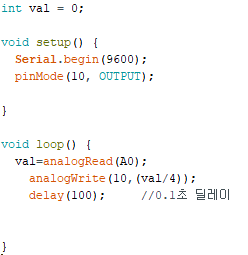 int val = 0;
void setup() {
Serial.begin(9600);
pinMode(10, OUTPUT);
}
void loop() {
val=analogRead(A0);
analogWrite(10,(val/4));
delay(100); //0.1초 딜레이
}